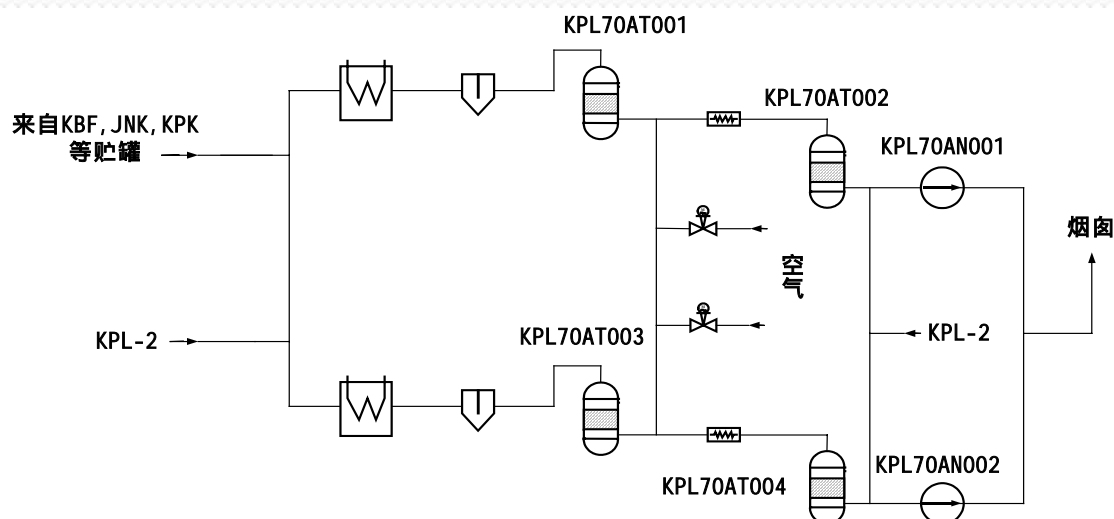 KPL70AT001
KPL70AT002
来自KBF,JNK,KPK
等贮罐
KPL70AN001
烟囱
空
气
KPL70AT003
KPL-2
KPL-2
KPL70AN002
KPL70AT004